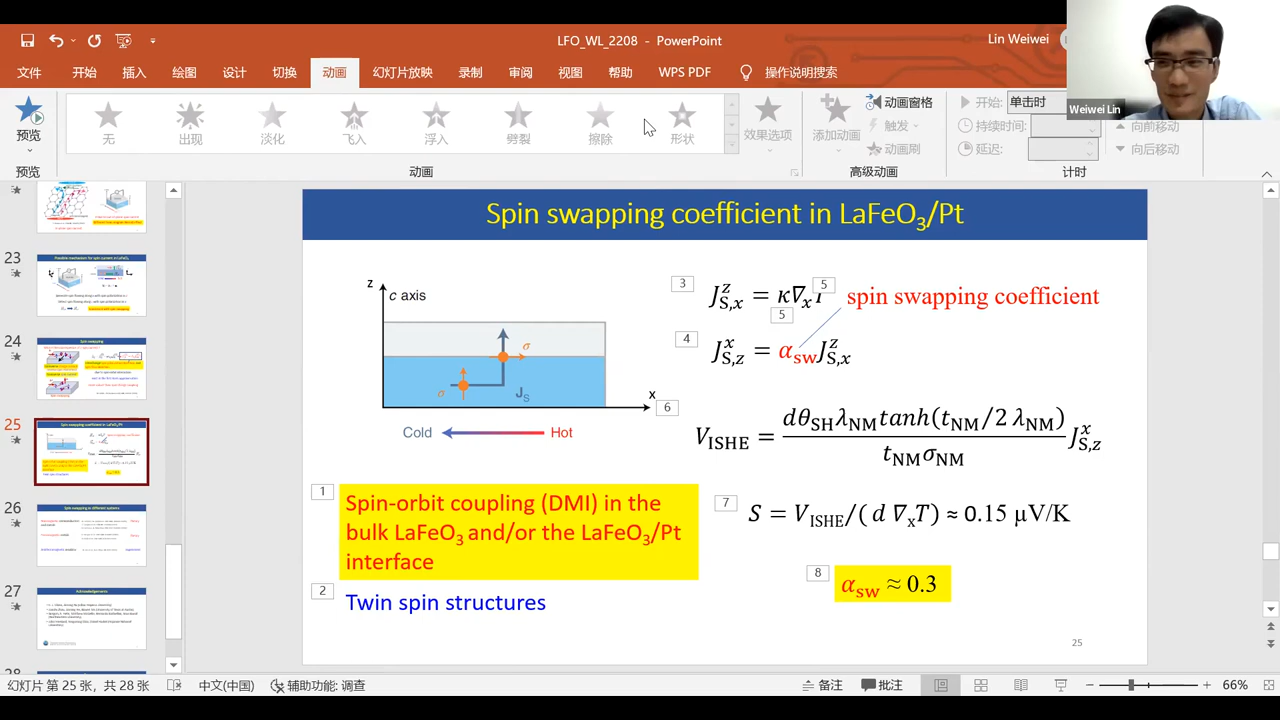 LFO_WL_2208 - PowerPoint
Lin Weiwei
文件 开始 插入 绘图 设计 切换 动画 幻灯片放映 录制 审阅 视图 帮助 WPS PDF 操作说明搜索
Weiwei Lin
预览
无 出现 淡化 飞入 浮入 劈裂 擦除 形状
效果选项
添加动画
动画窗格
触发
动画刷
开始: 单击时
持续时间:
延迟:
向前移动
向后移动
预览 动画 高级动画 计时
23
24
25
26
27
28
Spin swapping coefficient in LaFeO₃/Pt
z
c axis
σ
σ
J_S
x
Cold Hot
3
J^z_{S,x} = κ∇_x T
5
5
spin swapping coefficient
4
J^x_{S,z} = α_sw J^z_{S,x}
6
V_ISHE = dθ_SH λ_NM tanh(t_NM/2 λ_NM) / t_NM σ_NM J^x_{S,z}
1
Spin-orbit coupling (DMI) in the
bulk LaFeO₃ and/or the LaFeO₃/Pt
interface
2
Twin spin structures
7
S = V_ISHE/( d ∇_x T) ≈ 0.15 μV/K
8
α_sw ≈ 0.3
25
幻灯片 第 25 张，共 28 张 中文(中国) 辅助功能: 调查 备注 批注 66%